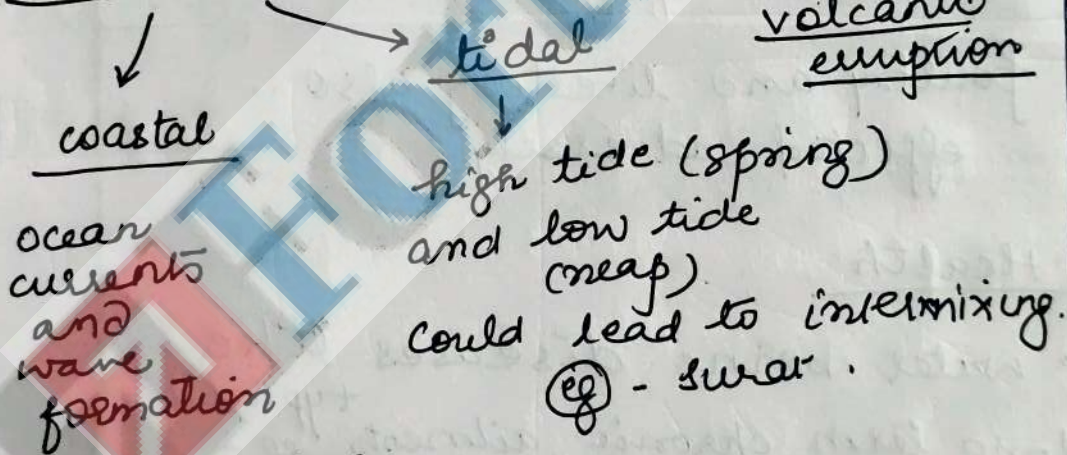 volcanic
eruption
tidal
coastal
high tide (spring)
and low tide
(neap)
could lead to intermixing.
eg - surat.
ocean
currents
and
wave
formation